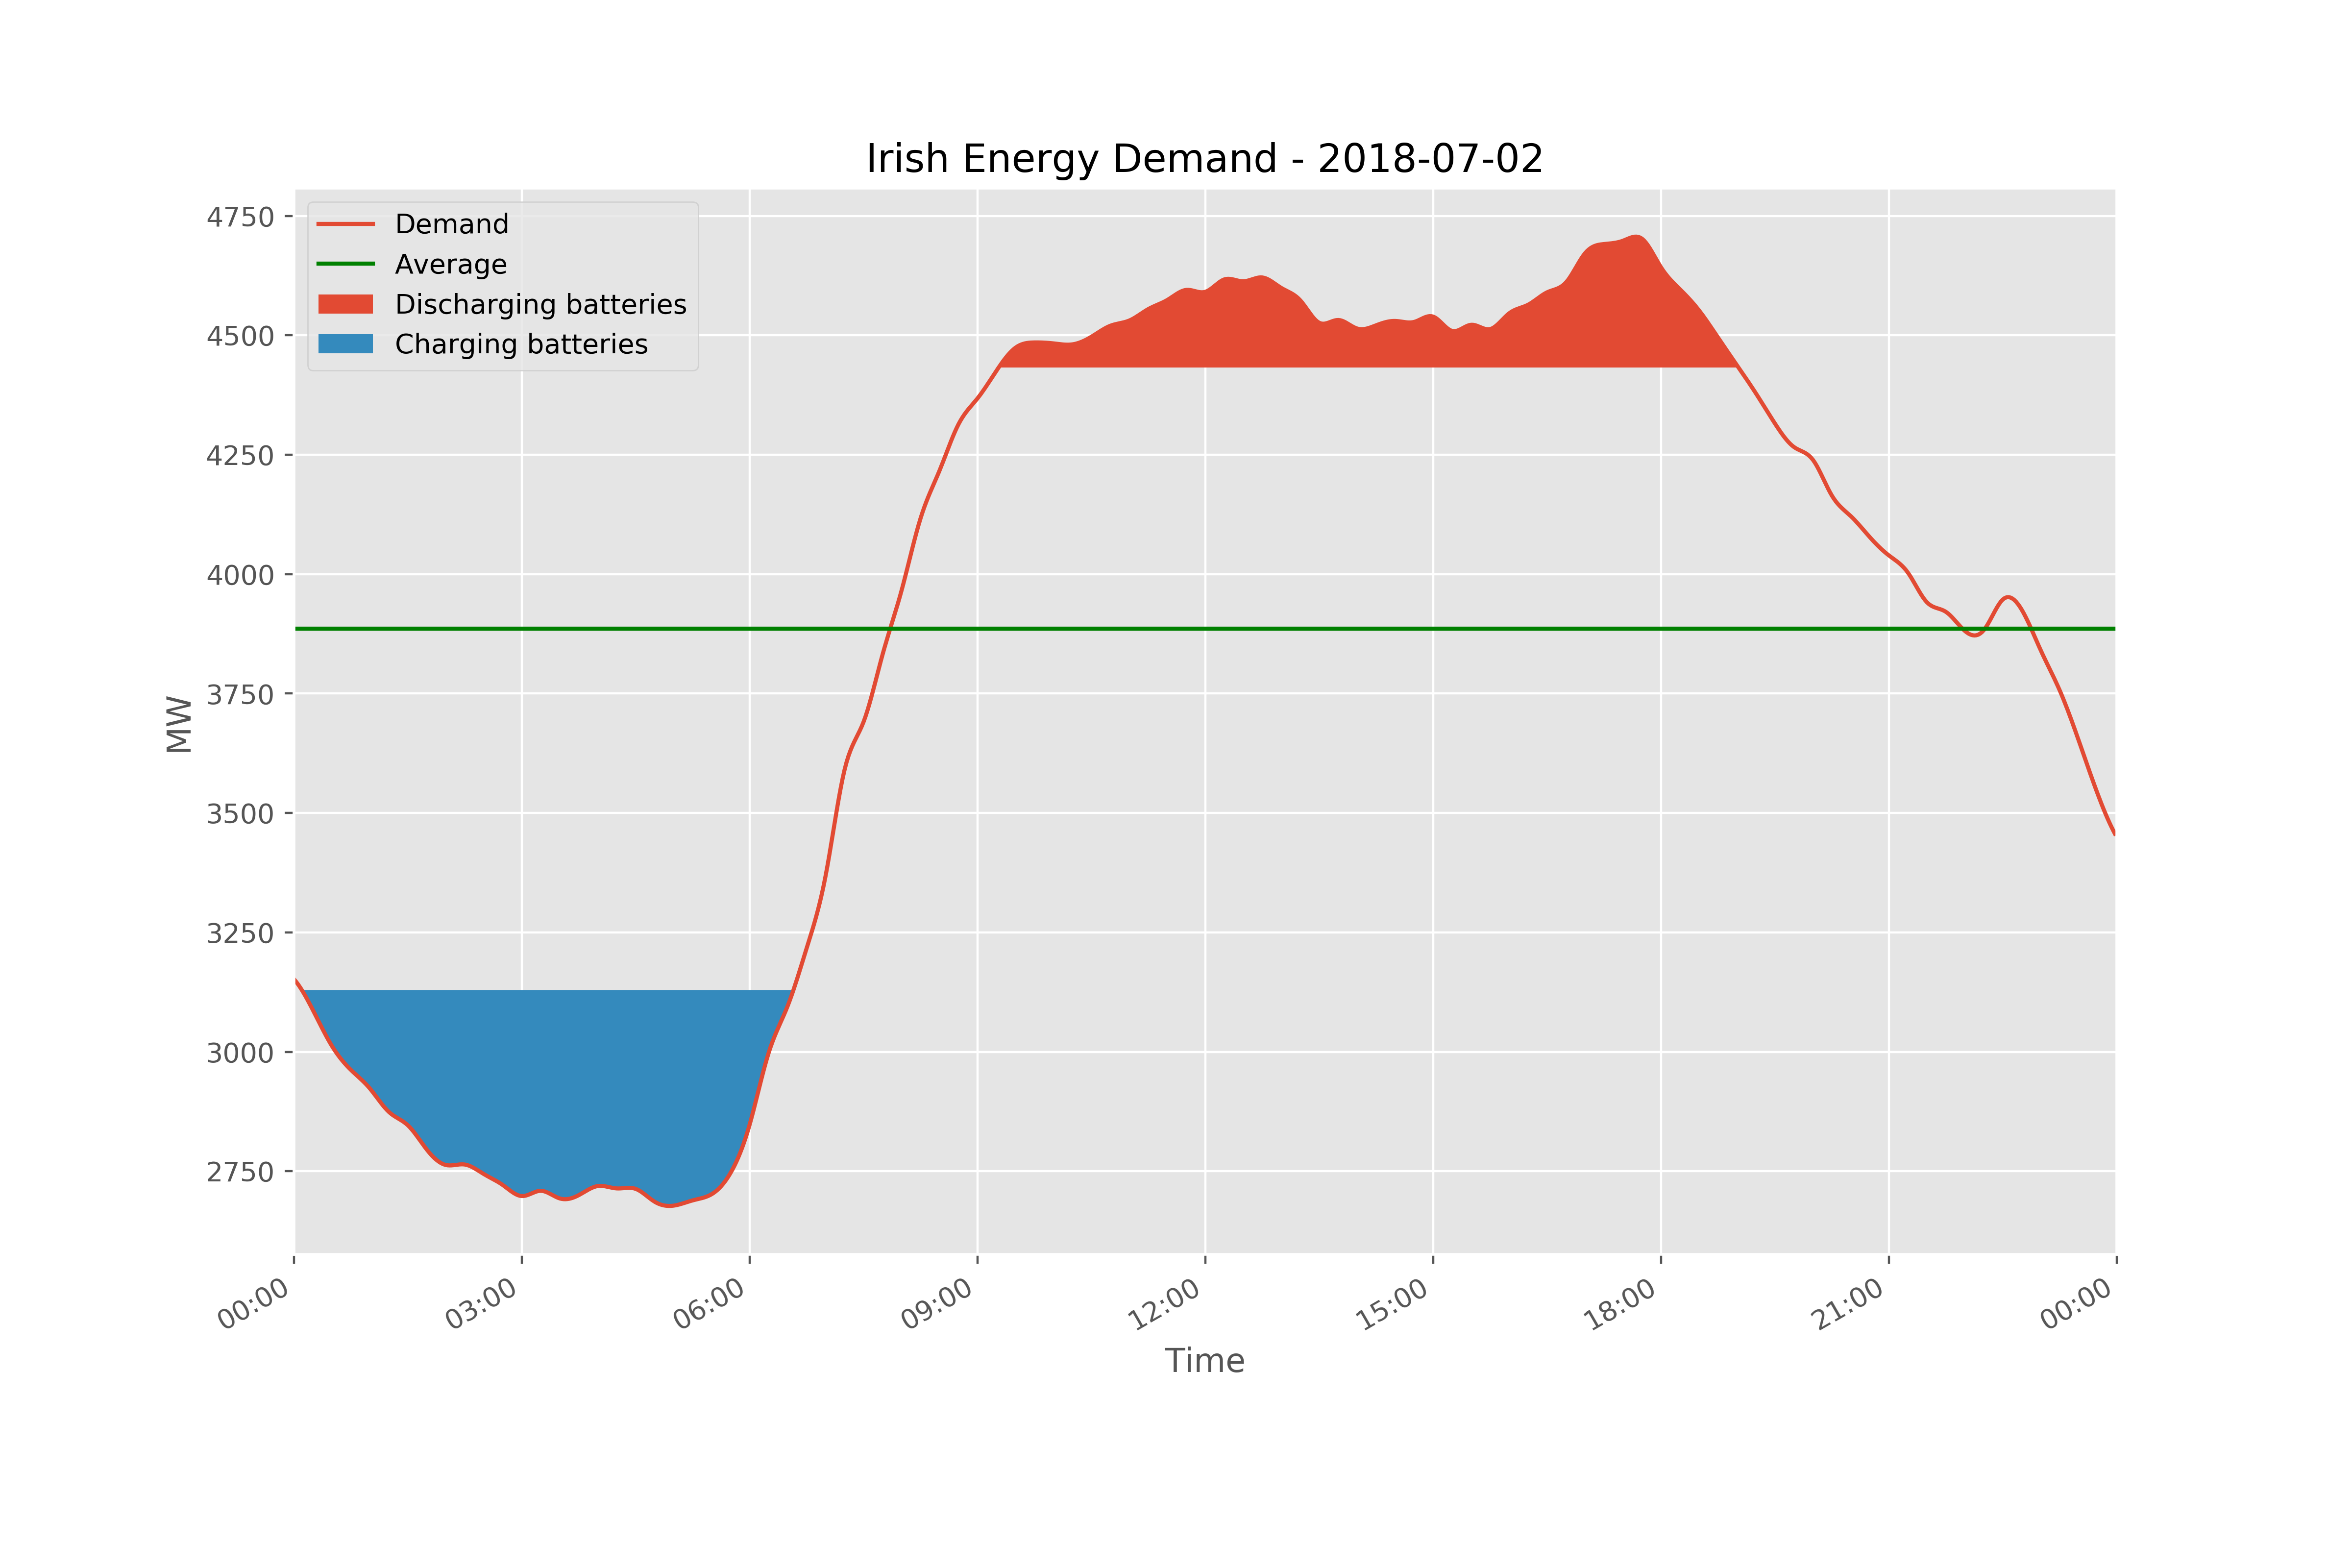 Irish Energy Demand - 2018-07-02
Demand
Average
Discharging batteries
Charging batteries
4750
4500
4250
4000
3750
3500
3250
3000
2750
MW
00:00
03:00
06:00
09:00
12:00
15:00
18:00
21:00
00:00
Time